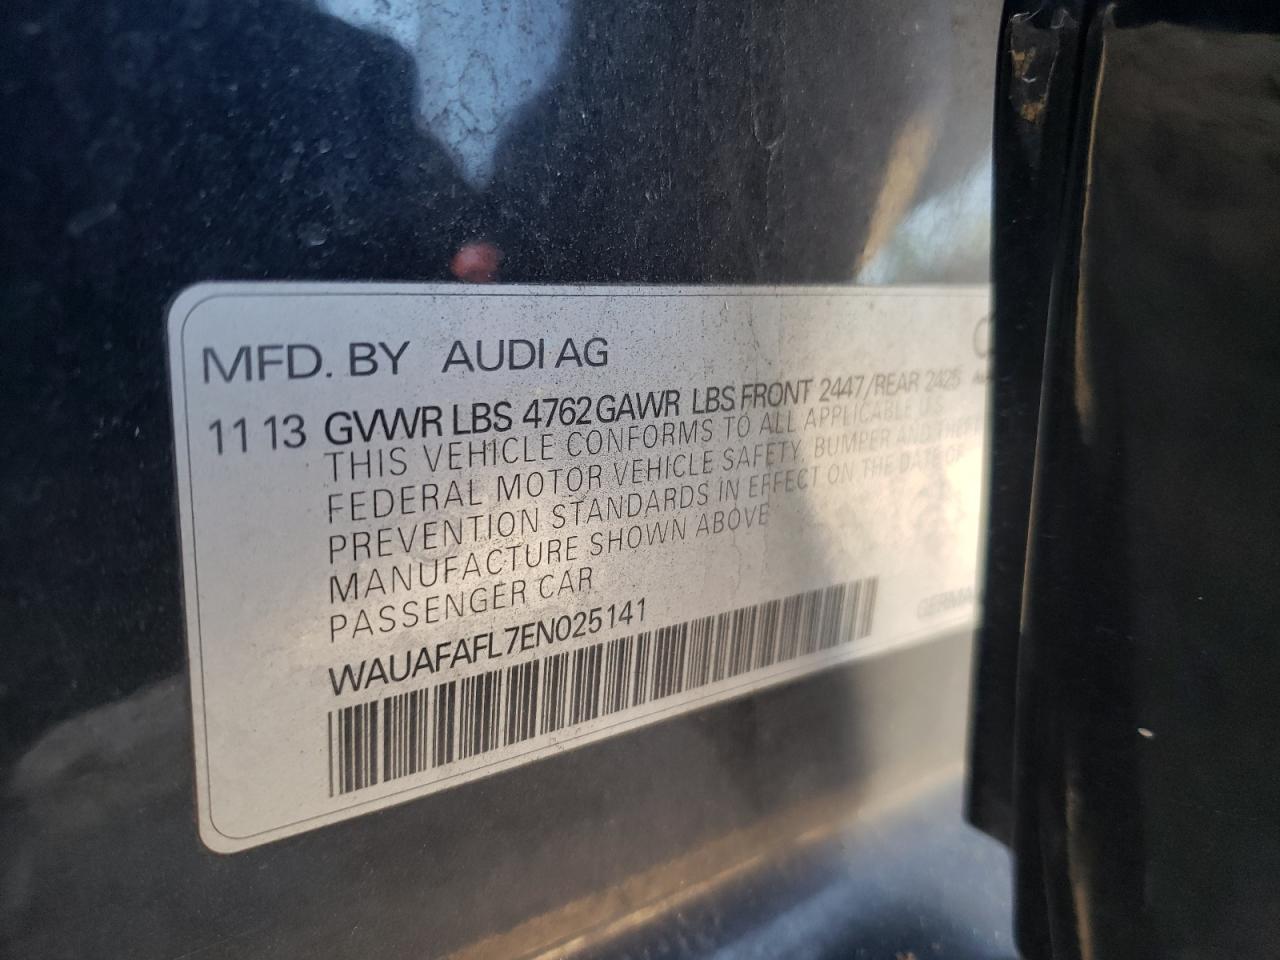 MFD. BY AUDI AG
11 13 GVWR LBS 4762 GAWR LBS FRONT 2447/REAR 2425
THIS VEHICLE CONFORMS TO ALL APPLICABLE U.S.
FEDERAL MOTOR VEHICLE SAFETY, BUMPER AND THEFT
PREVENTION STANDARDS IN EFFECT ON THE DATE OF
MANUFACTURE SHOWN ABOVE
PASSENGER CAR
WAUAFAFL7EN025141